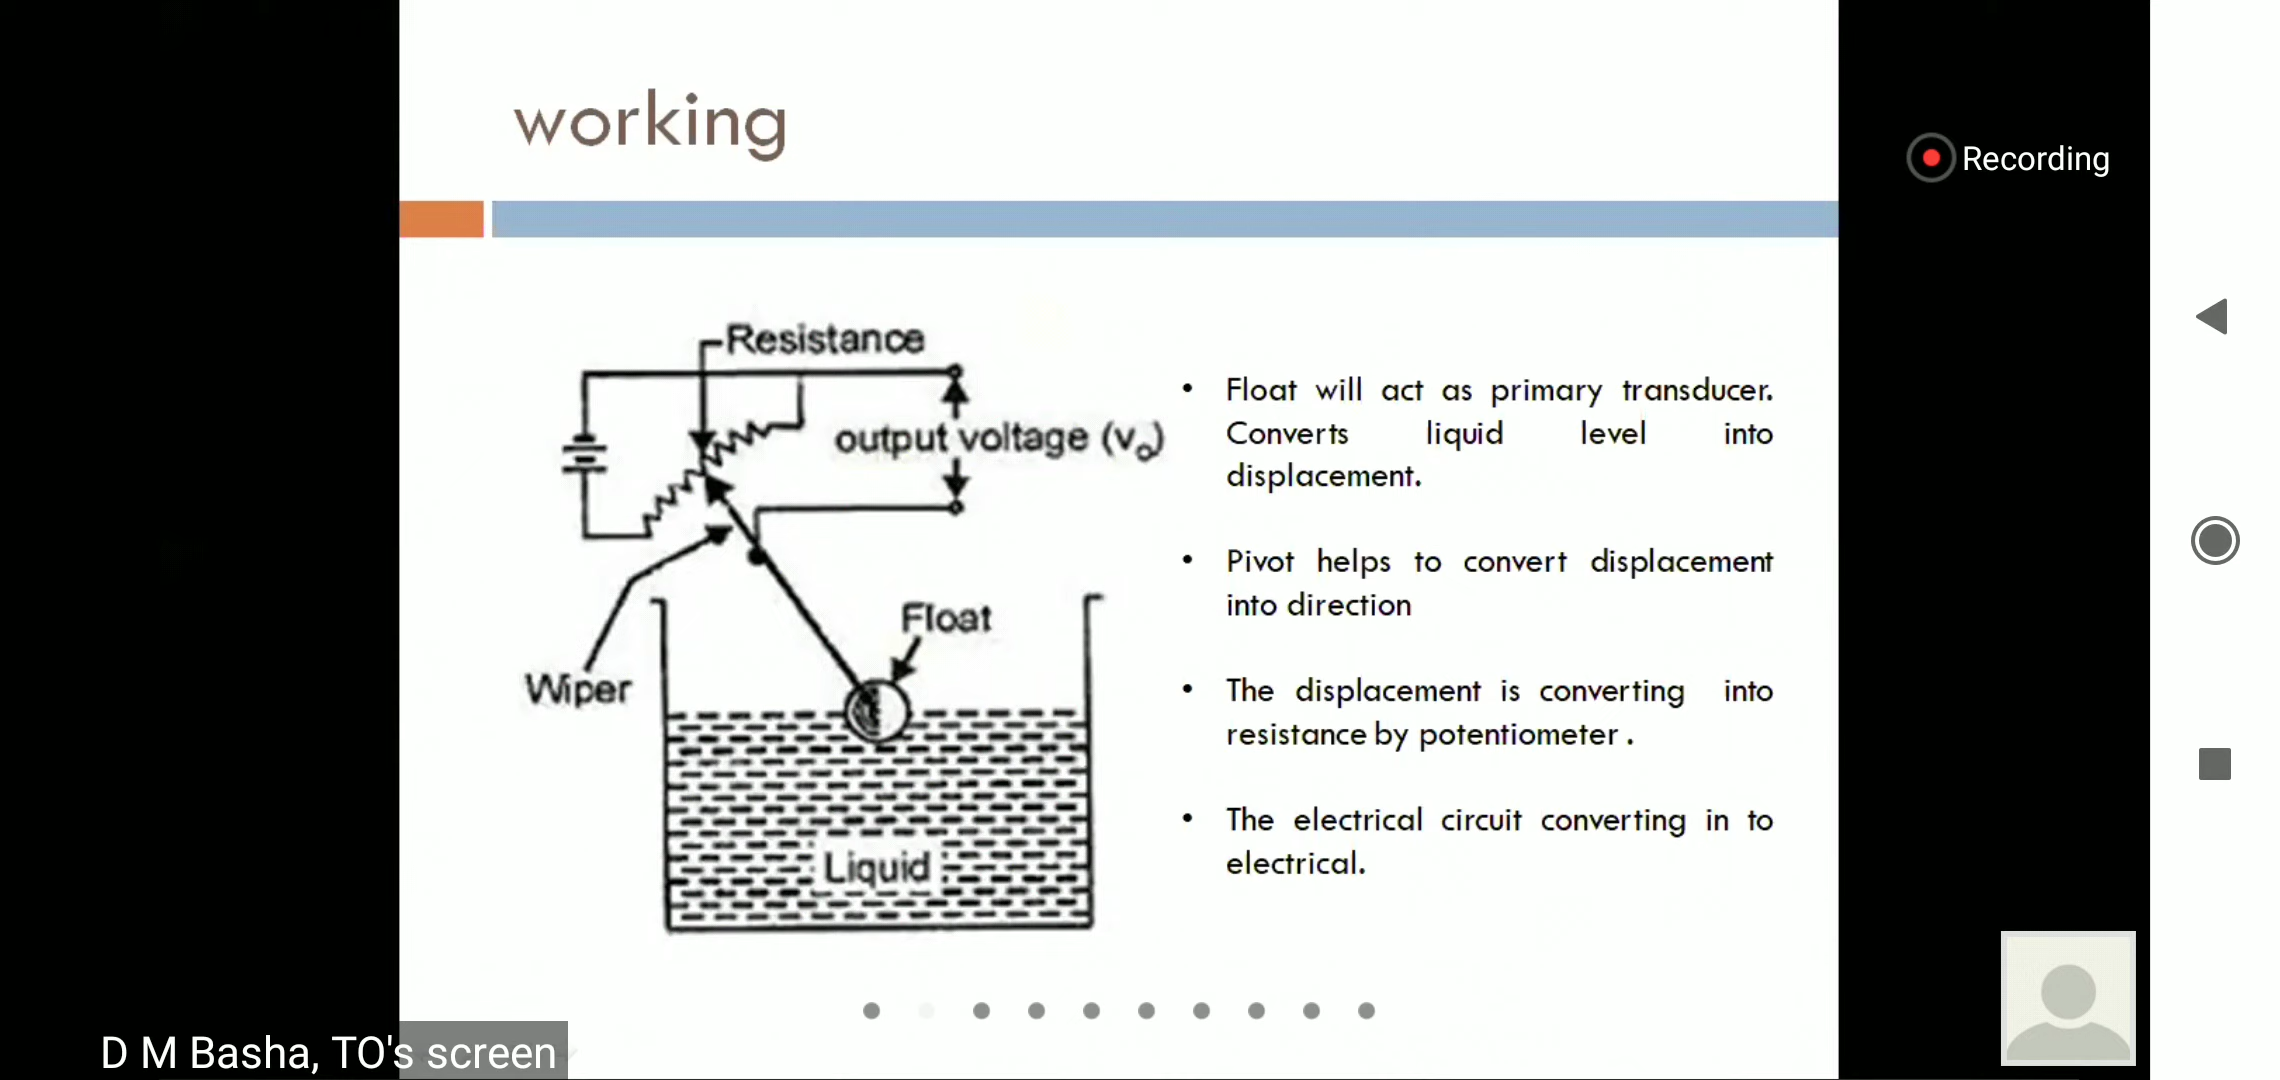 working
Recording
Resistance
output voltage (vo)
Wiper
Float
Liquid
• Float will act as primary transducer.
Converts liquid level into
displacement.
• Pivot helps to convert displacement
into direction
• The displacement is converting into
resistance by potentiometer .
• The electrical circuit converting in to
electrical.
D M Basha, TO's screen